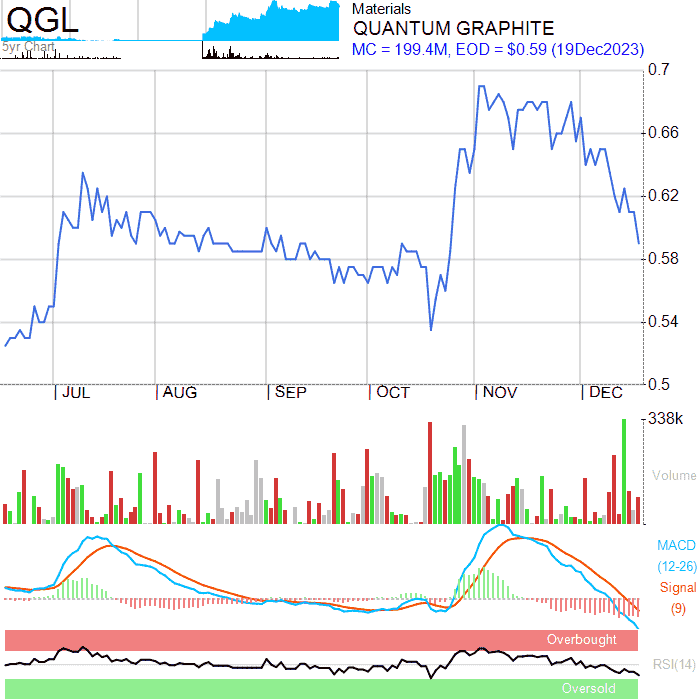 QGL
5yr Chart
Materials
QUANTUM GRAPHITE
MC = 199.4M, EOD = $0.59 (19Dec2023)
0.7
0.66
0.62
0.58
0.54
0.5
JUL AUG SEP OCT NOV DEC
338k
Volume
MACD
(12-26)
Signal
(9)
Overbought
RSI(14)
Oversold